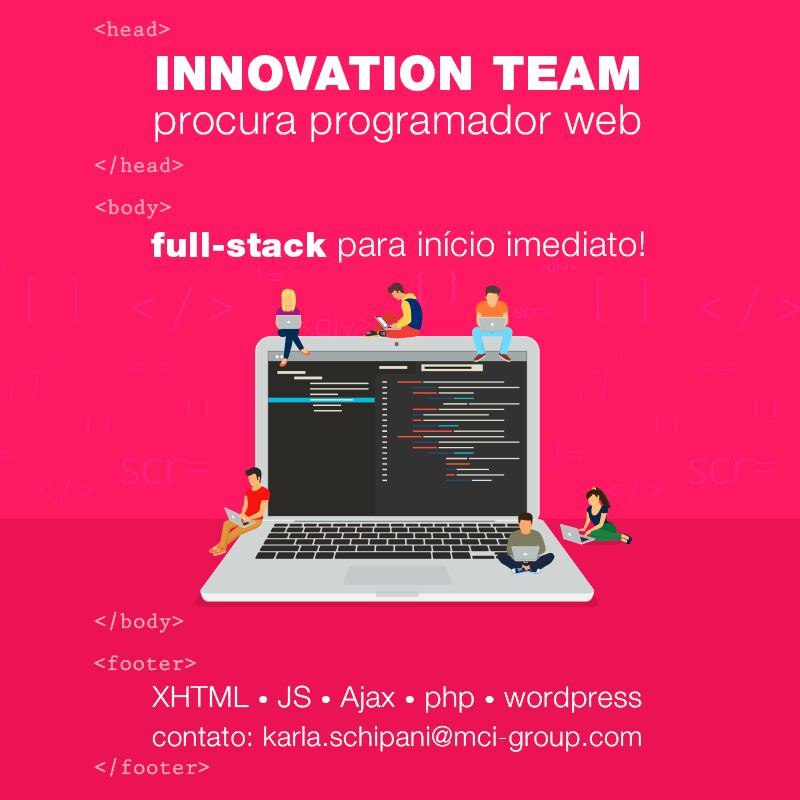 <head>
INNOVATION TEAM
procura programador web
</head>
<body>
full-stack para início imediato!
</body>
<footer>
XHTML • JS • Ajax • php • wordpress
contato: karla.schipani@mci-group.com
</footer>